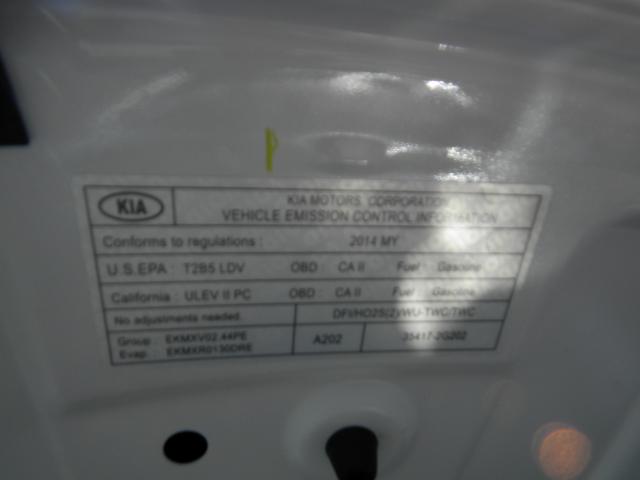 KIA
KIA MOTORS CORPORATION
VEHICLE EMISSION CONTROL INFORMATION
Conforms to regulations : 2014 MY
U.S.EPA : T2B5 LDV OBD : CA II Fuel : Gasoline
California : ULEV II PC OBD : CA II Fuel : Gasoline
No adjustments needed. DFI/HO2S(2)/WU-TWC/TWC
Group : EKMXV02.44PE
Evap : EKMXR0130DRE
A202
35417-2G202